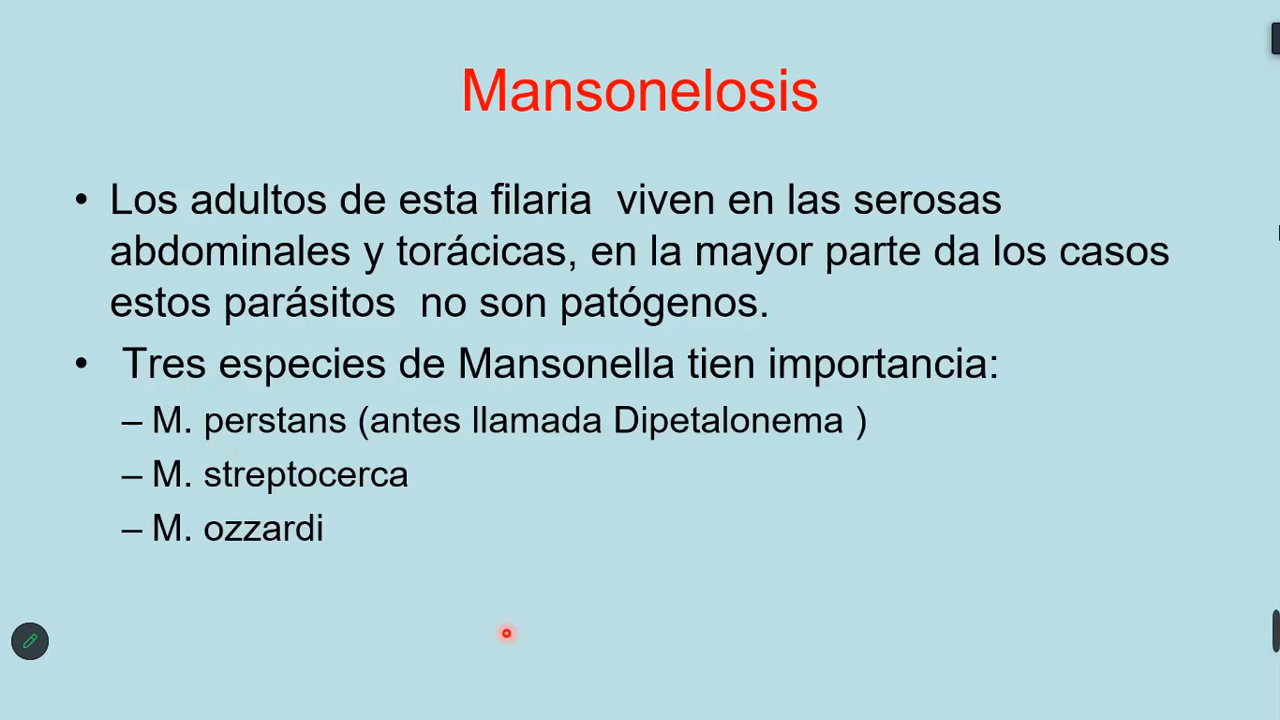 Mansonelosis
• Los adultos de esta filaria  viven en las serosas
abdominales y torácicas, en la mayor parte da los casos
estos parásitos  no son patógenos.
•  Tres especies de Mansonella tien importancia:
– M. perstans (antes llamada Dipetalonema )
– M. streptocerca
– M. ozzardi